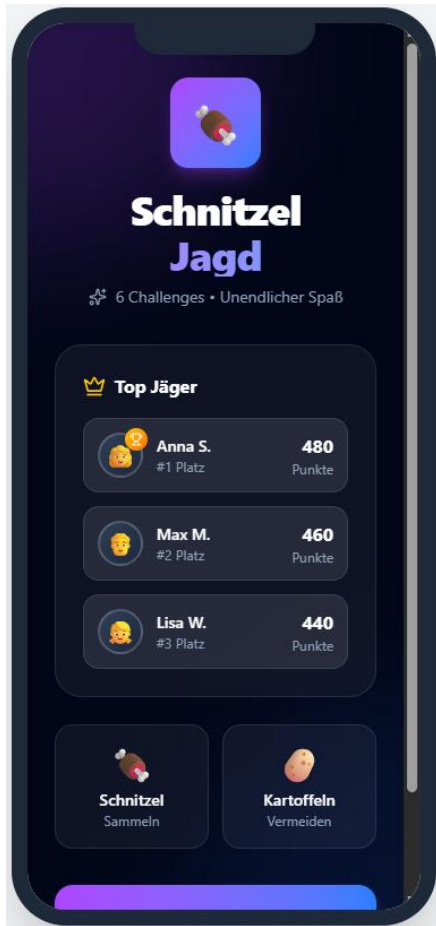 Schnitzel
Jagd
6 Challenges • Unendlicher Spaß
Top Jäger
Anna S.
#1 Platz
480
Punkte
Max M.
#2 Platz
460
Punkte
Lisa W.
#3 Platz
440
Punkte
Schnitzel
Sammeln
Kartoffeln
Vermeiden